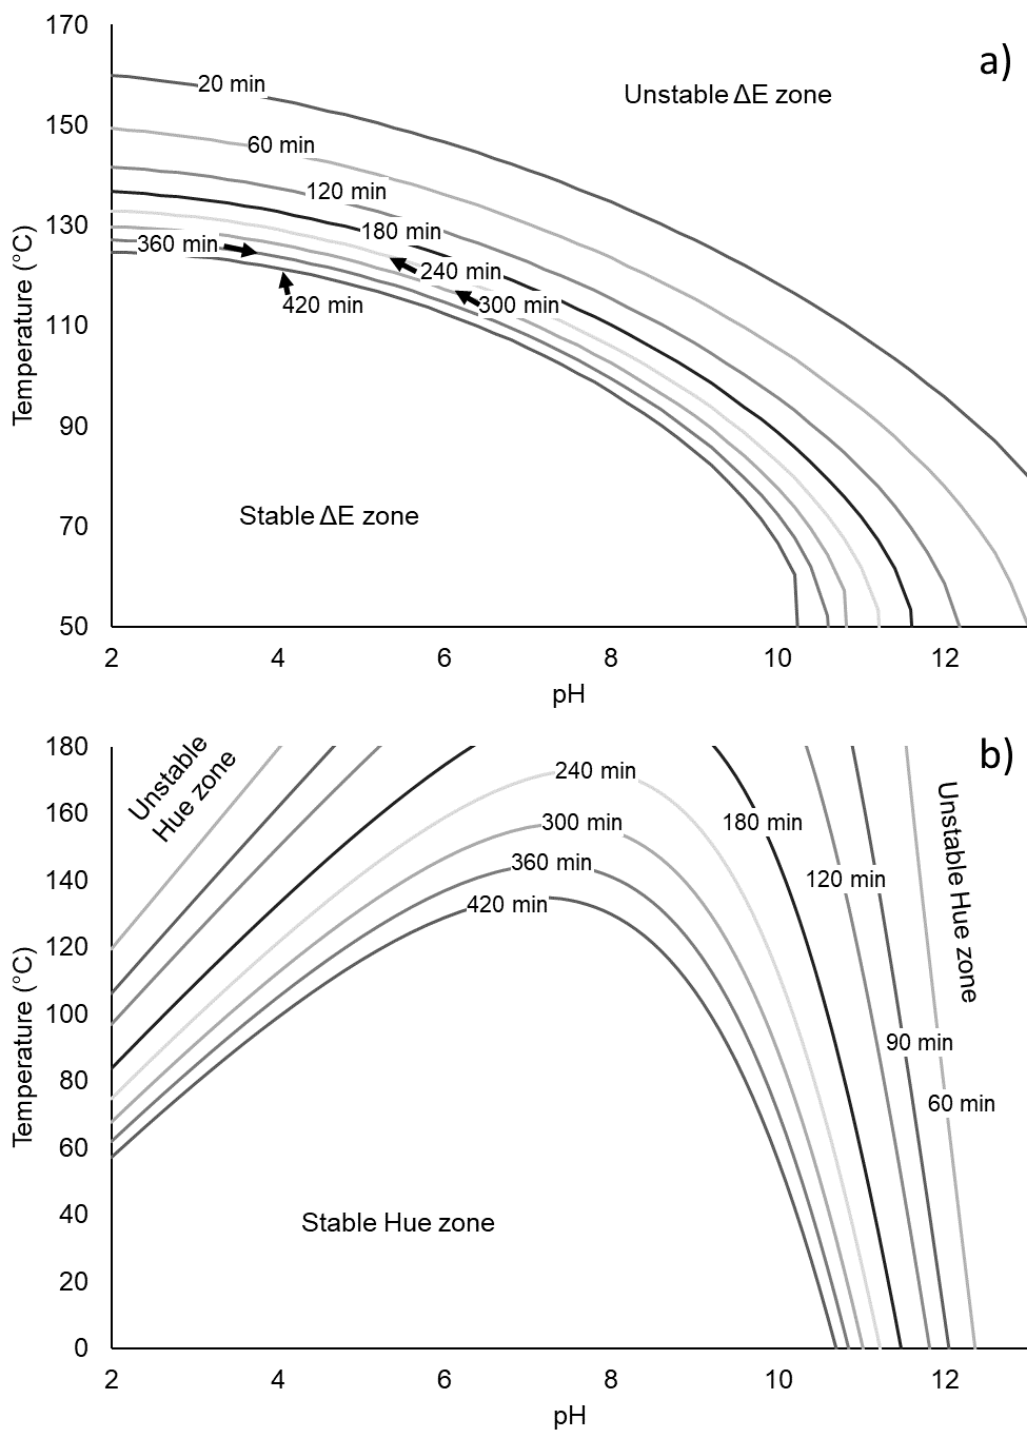 170
a)
20 min
Unstable ΔE zone
150
60 min
120 min
130
180 min
360 min
240 min
420 min
300 min
110
Temperature (°C)
90
Stable ΔE zone
70
50
2 4 6 8 10 12
pH
180
b)
Unstable
Hue zone
240 min
160
300 min
180 min
Unstable Hue zone
360 min
140
120 min
420 min
120
100
90 min
Temperature (°C)
80
60 min
60
40
Stable Hue zone
20
0
2 4 6 8 10 12
pH